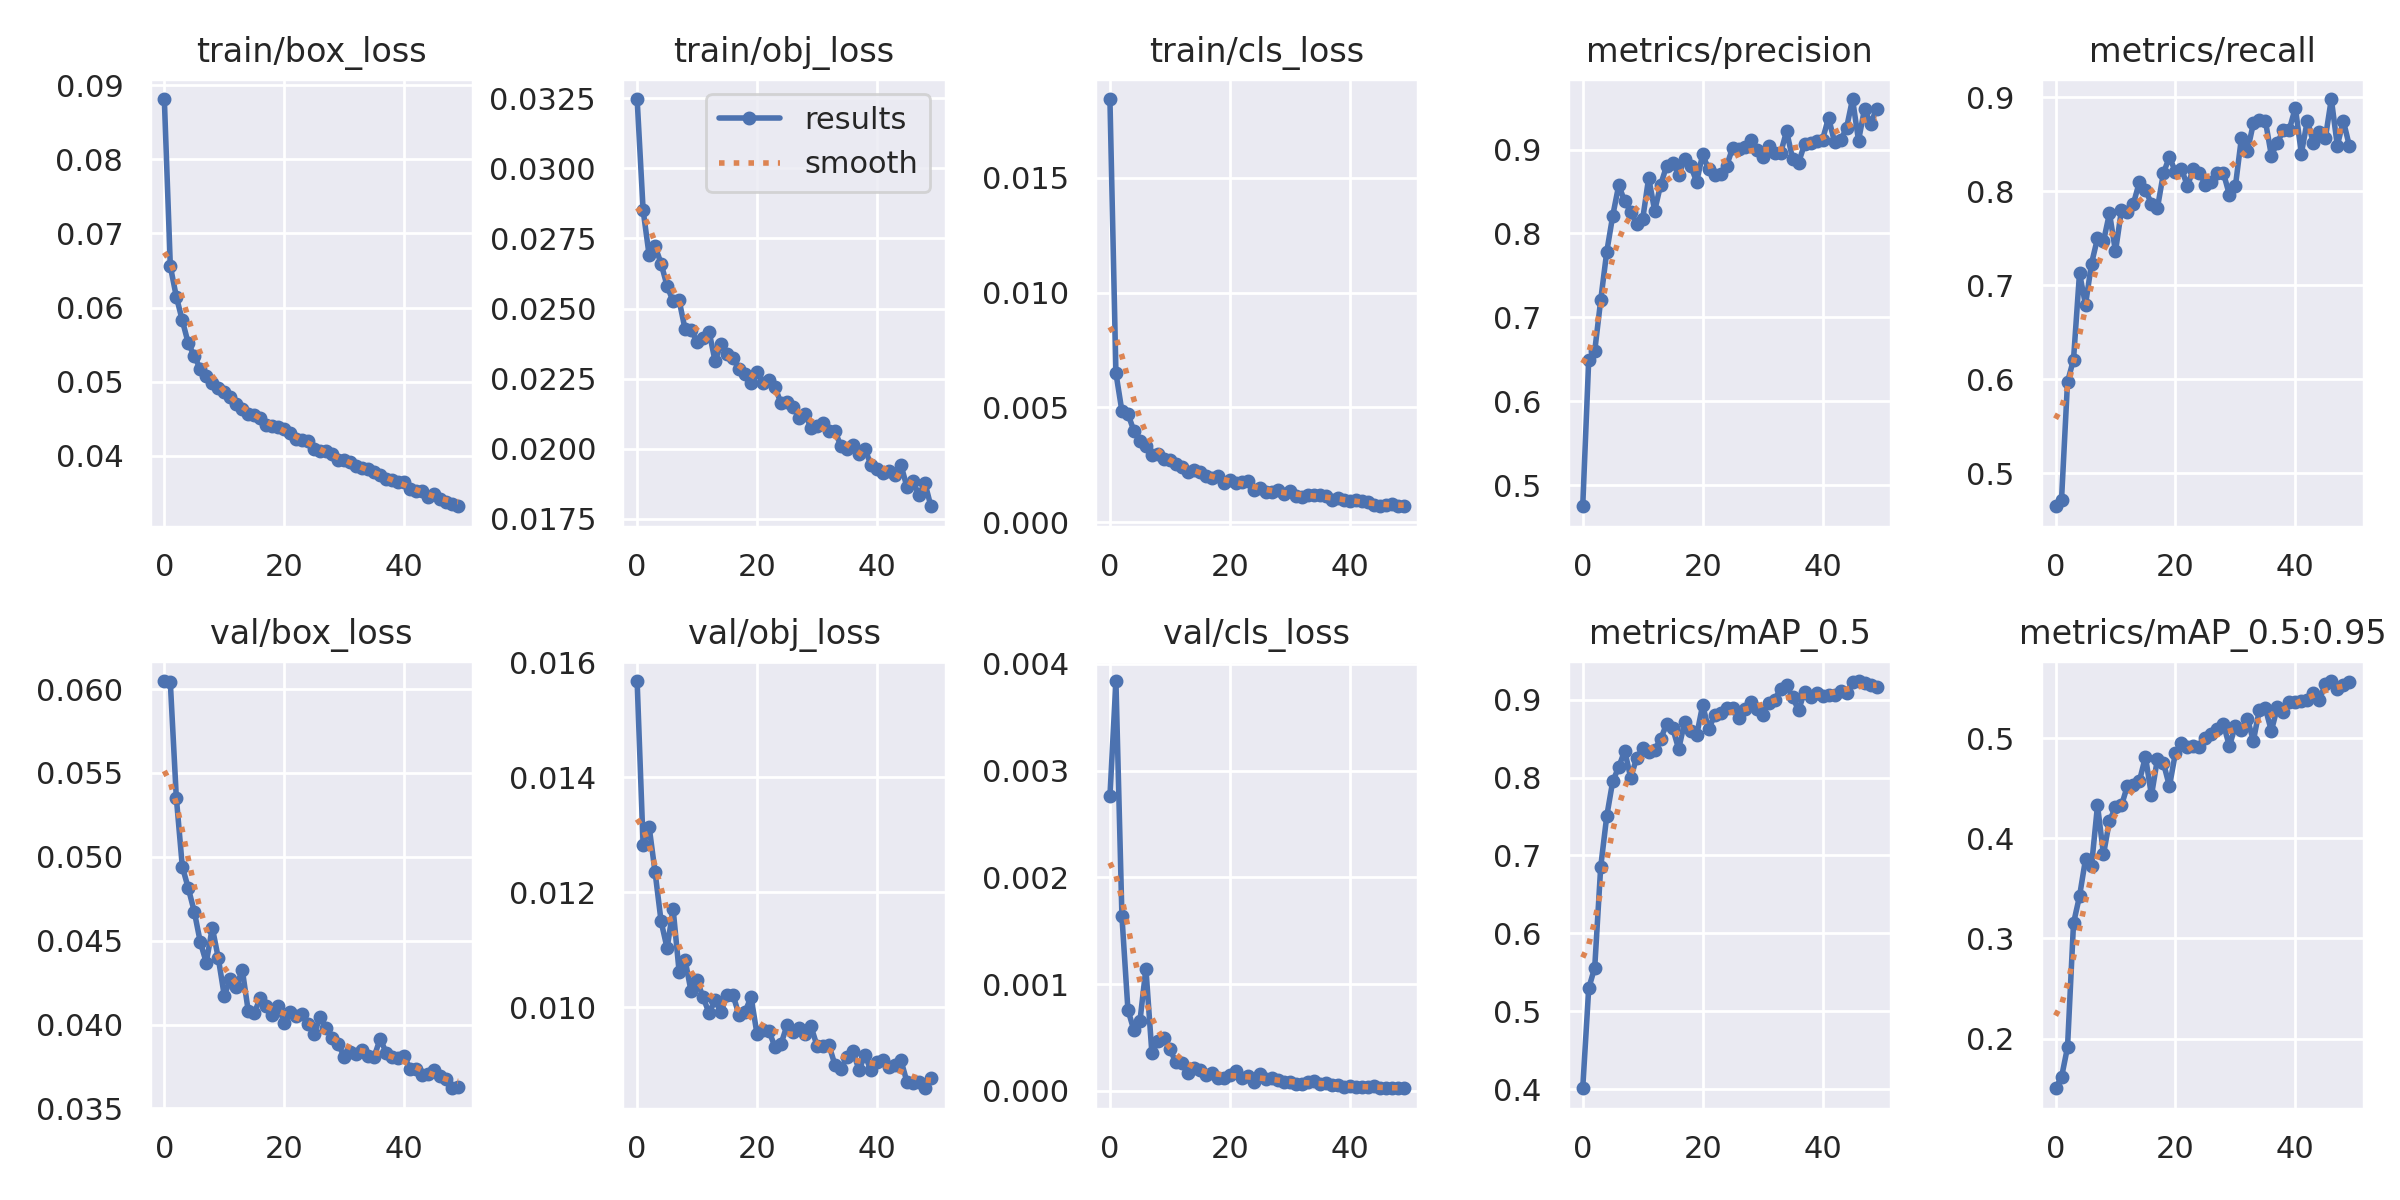 train/box_loss
0.09
0.08
0.07
0.06
0.05
0.04
0 20 40
train/obj_loss
results
smooth
0.0325
0.0300
0.0275
0.0250
0.0225
0.0200
0.0175
0 20 40
train/cls_loss
0.015
0.010
0.005
0.000
0 20 40
metrics/precision
0.9
0.8
0.7
0.6
0.5
0 20 40
metrics/recall
0.9
0.8
0.7
0.6
0.5
0 20 40
val/box_loss
0.060
0.055
0.050
0.045
0.040
0.035
0 20 40
val/obj_loss
0.016
0.014
0.012
0.010
0 20 40
val/cls_loss
0.004
0.003
0.002
0.001
0.000
0 20 40
metrics/mAP_0.5
0.9
0.8
0.7
0.6
0.5
0.4
0 20 40
metrics/mAP_0.5:0.95
0.5
0.4
0.3
0.2
0 20 40